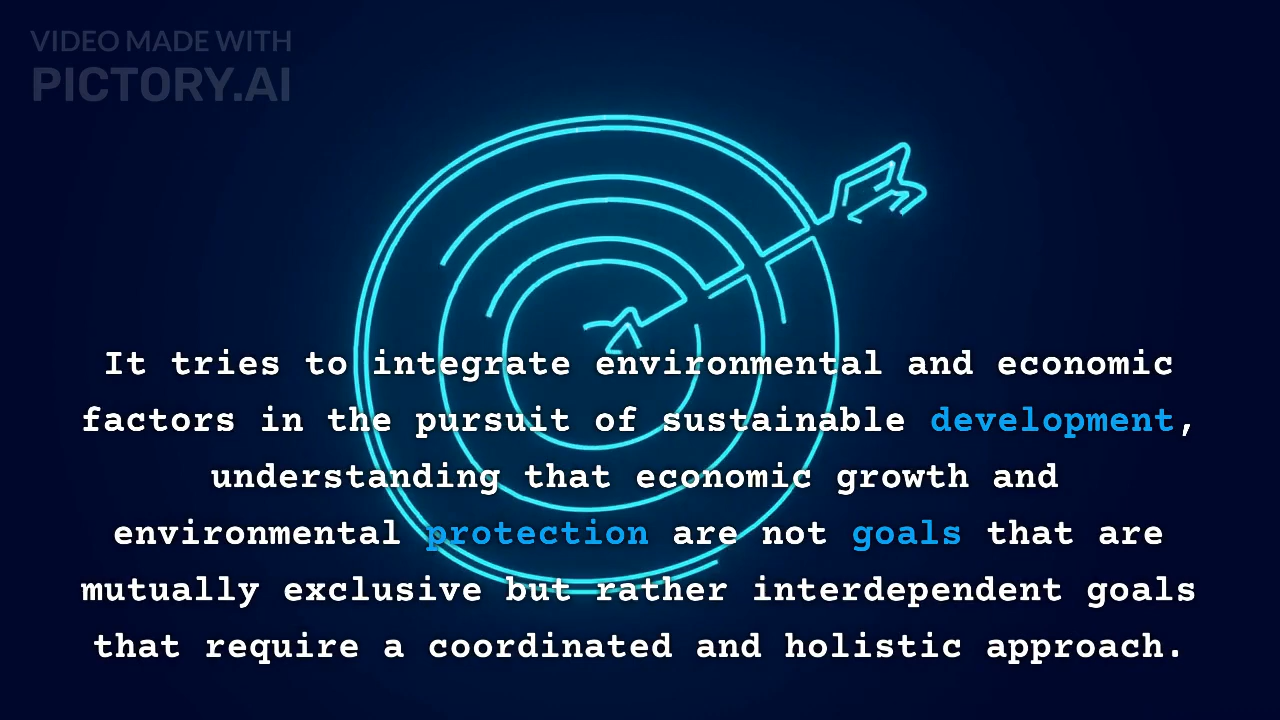 VIDEO MADE WITH
PICTORY.AI
It tries to integrate environmental and economic
factors in the pursuit of sustainable development,
understanding that economic growth and
environmental protection are not goals that are
mutually exclusive but rather interdependent goals
that require a coordinated and holistic approach.